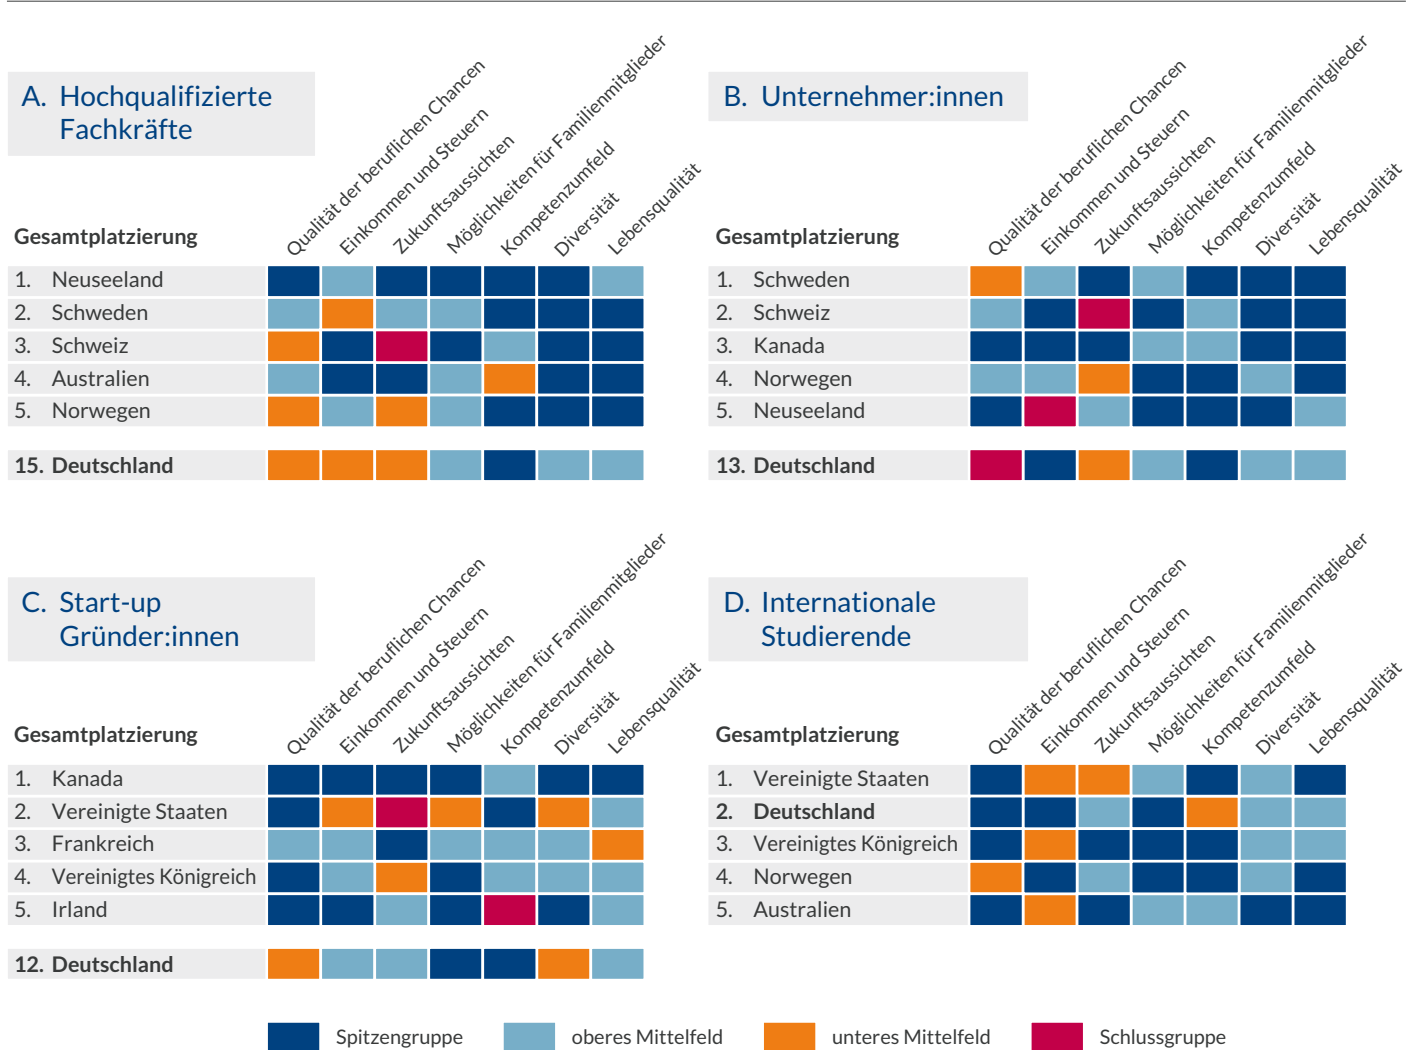 A. Hochqualifizierte
Fachkräfte
Gesamtplatzierung
Qualität der beruflichen Chancen
Einkommen und Steuern
Zukunftsaussichten
Möglichkeiten für Familienmitglieder
Kompetenzumfeld
Diversität
Lebensqualität
1. Neuseeland
2. Schweden
3. Schweiz
4. Australien
5. Norwegen
15. Deutschland
B. Unternehmer:innen
Gesamtplatzierung
Qualität der beruflichen Chancen
Einkommen und Steuern
Zukunftsaussichten
Möglichkeiten für Familienmitglieder
Kompetenzumfeld
Diversität
Lebensqualität
1. Schweden
2. Schweiz
3. Kanada
4. Norwegen
5. Neuseeland
13. Deutschland
C. Start-up
Gründer:innen
Gesamtplatzierung
Qualität der beruflichen Chancen
Einkommen und Steuern
Zukunftsaussichten
Möglichkeiten für Familienmitglieder
Kompetenzumfeld
Diversität
Lebensqualität
1. Kanada
2. Vereinigte Staaten
3. Frankreich
4. Vereinigtes Königreich
5. Irland
12. Deutschland
D. Internationale
Studierende
Gesamtplatzierung
Qualität der beruflichen Chancen
Einkommen und Steuern
Zukunftsaussichten
Möglichkeiten für Familienmitglieder
Kompetenzumfeld
Diversität
Lebensqualität
1. Vereinigte Staaten
2. Deutschland
3. Vereinigtes Königreich
4. Norwegen
5. Australien
Spitzengruppe
oberes Mittelfeld
unteres Mittelfeld
Schlussgruppe